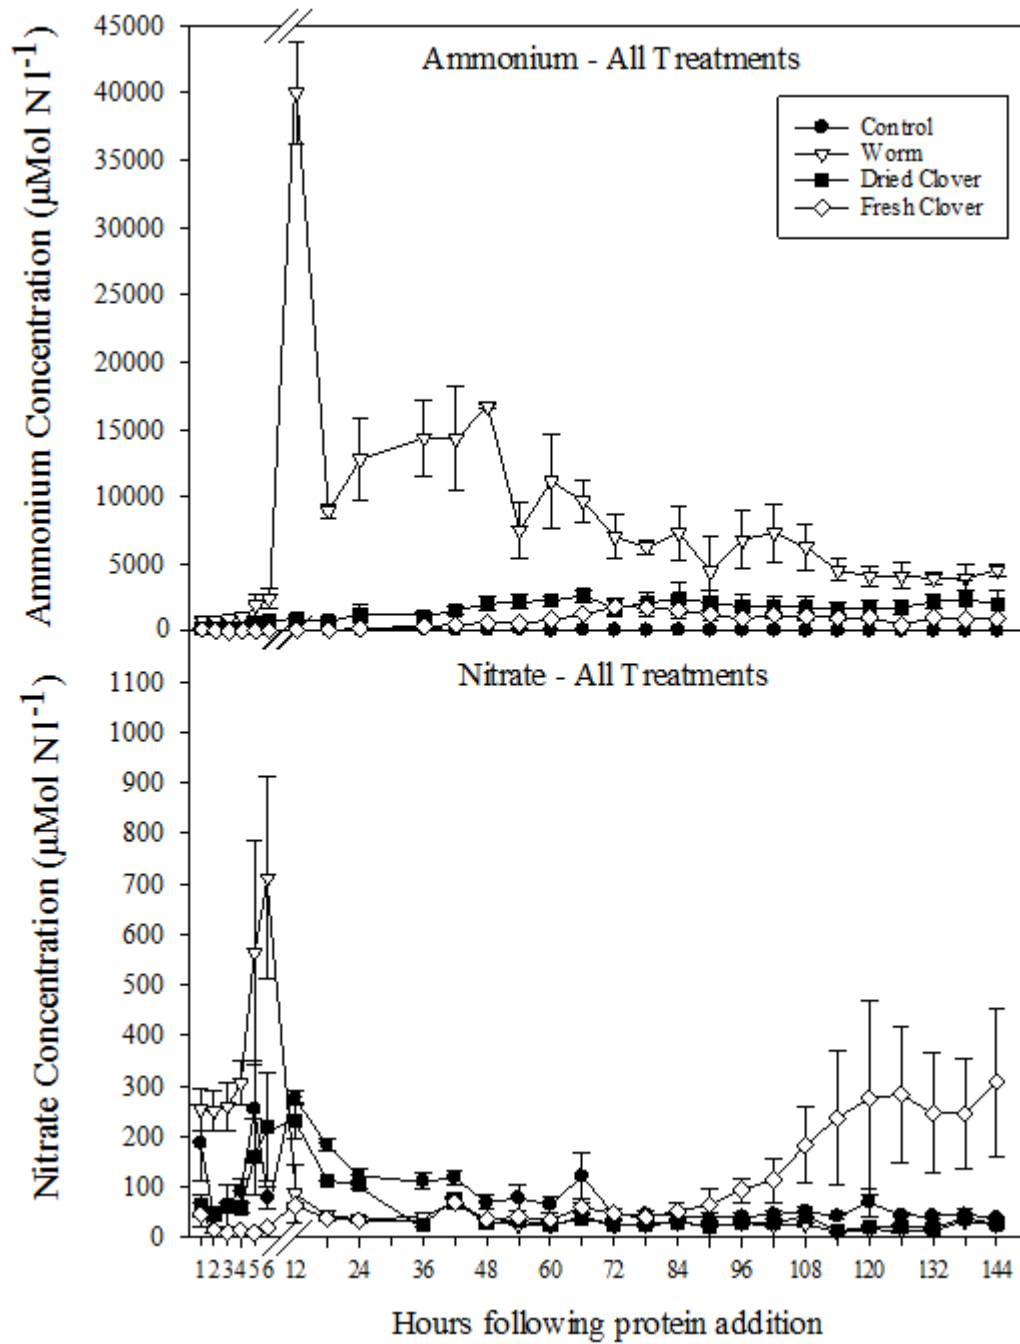 Ammonium - All Treatments
Ammonium Concentration (µMol N l⁻¹)
45000
40000
35000
30000
25000
20000
15000
10000
5000
0
Control
Worm
Dried Clover
Fresh Clover
Nitrate - All Treatments
Nitrate Concentration (µMol N l⁻¹)
1100
1000
900
800
700
600
500
400
300
200
100
0
1 2 3 4 5 6 12 24 36 48 60 72 84 96 108 120 132 144
Hours following protein addition